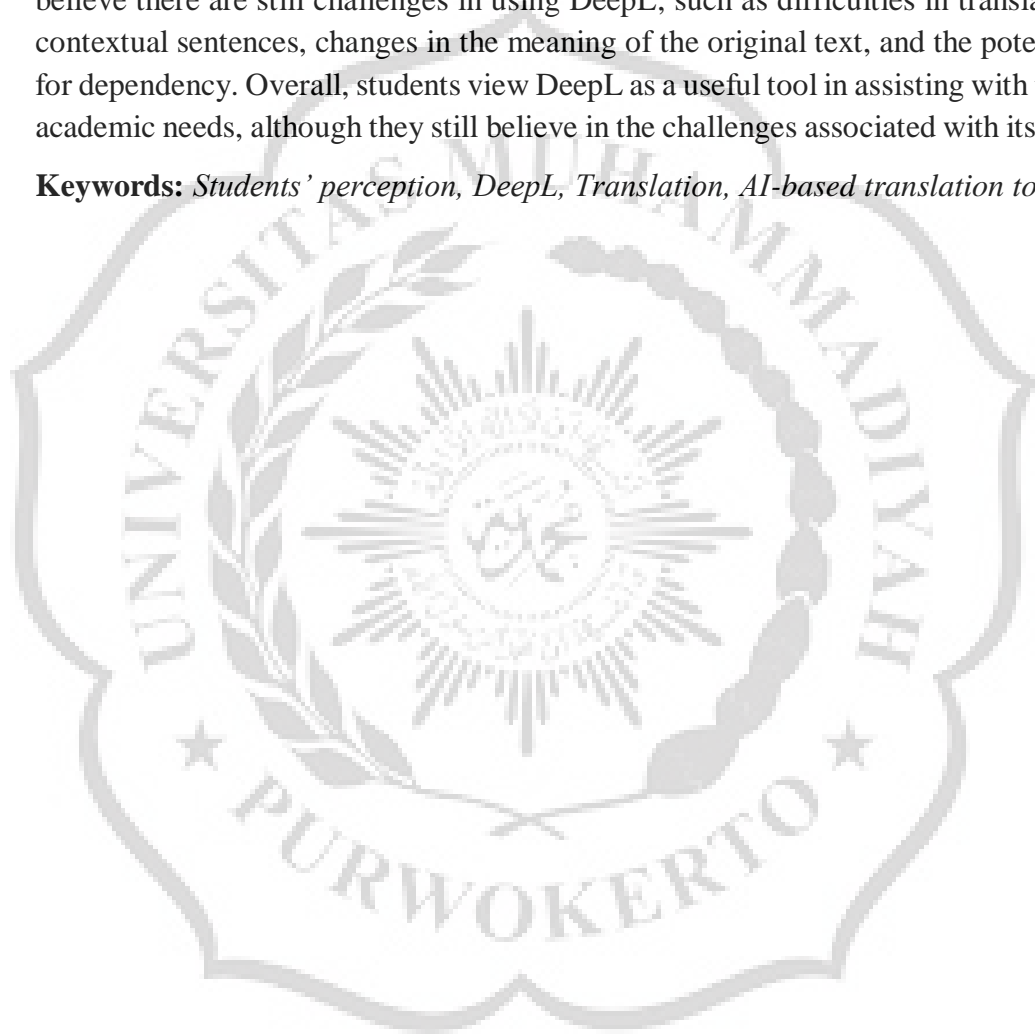 believe there are still challenges in using DeepL, such as difficulties in transla
contextual sentences, changes in the meaning of the original text, and the pote
for dependency. Overall, students view DeepL as a useful tool in assisting with
academic needs, although they still believe in the challenges associated with its
Keywords: Students’ perception, DeepL, Translation, AI-based translation to
UNIVERSITAS MUHAMMADIYAH
PURWOKERTO